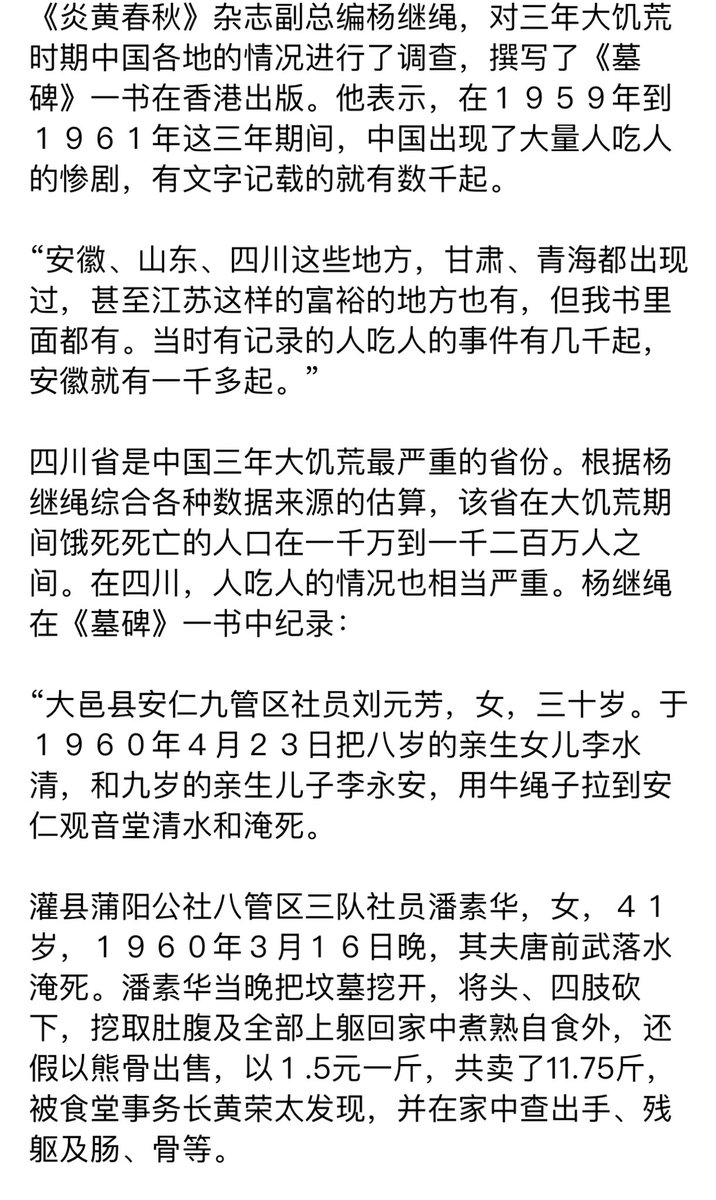 《炎黄春秋》杂志副总编杨继绳，对三年大饥荒
时期中国各地的情况进行了调查，撰写了《墓
碑》一书在香港出版。他表示，在１９５９年到
１９６１年这三年期间，中国出现了大量人吃人
的惨剧，有文字记载的就有数千起。
“安徽、山东、四川这些地方，甘肃、青海都出现
过，甚至江苏这样的富裕的地方也有，但我书里
面都有。当时有记录的人吃人的事件有几千起，
安徽就有一千多起。”
四川省是中国三年大饥荒最严重的省份。根据杨
继绳综合各种数据来源的估算，该省在大饥荒期
间饿死死亡的人口在一千万到一千二百万人之
间。在四川，人吃人的情况也相当严重。杨继绳
在《墓碑》一书中纪录：
“大邑县安仁九管区社员刘元芳，女，三十岁。于
１９６０年４月２３日把八岁的亲生女儿李水
清，和九岁的亲生儿子李永安，用牛绳子拉到安
仁观音堂清水和淹死。
灌县蒲阳公社八管区三队社员潘素华，女，４１
岁，１９６０年３月１６日晚，其夫唐前武落水
淹死。潘素华当晚把坟墓挖开，将头、四肢砍
下，挖取肚腹及全部上躯回家中煮熟自食外，还
假以熊骨出售，以１.5元一斤，共卖了11.75斤，
被食堂事务长黄荣太发现，并在家中查出手、残
躯及肠、骨等。